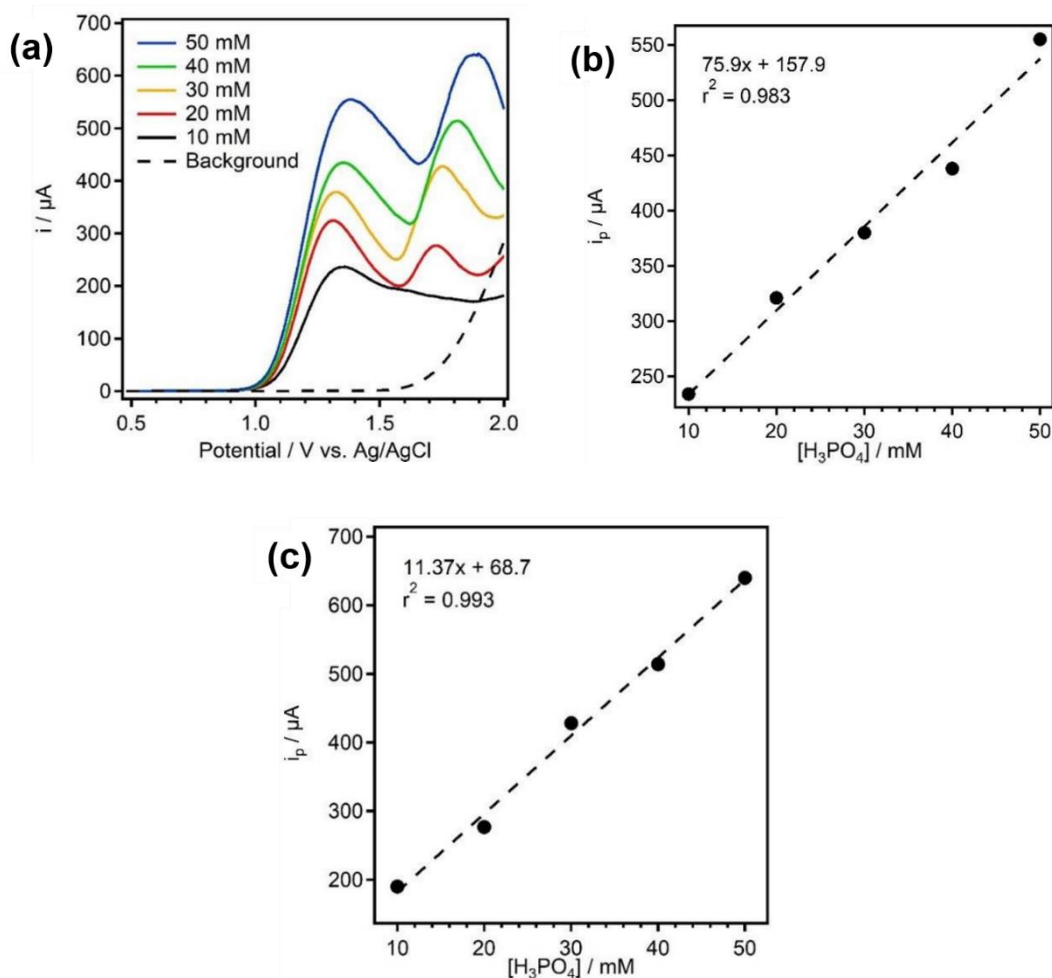 (a)
700
600
500
400
300
200
100
0
i / µA
50 mM
40 mM
30 mM
20 mM
10 mM
Background
0.5 1.0 1.5 2.0
Potential / V vs. Ag/AgCl
(b)
75.9x + 157.9
r² = 0.983
550
500
450
400
350
300
250
iₚ / µA
10 20 30 40 50
[H₃PO₄] / mM
(c)
11.37x + 68.7
r² = 0.993
700
600
500
400
300
200
iₚ / µA
10 20 30 40 50
[H₃PO₄] / mM